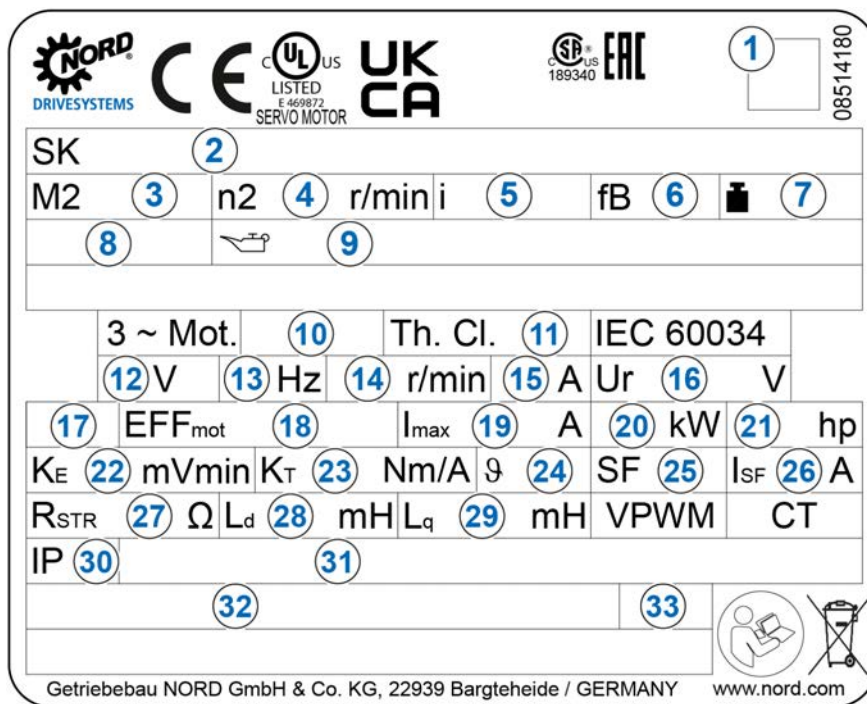 NORD®
DRIVESYSTEMS
CE
C UL US
LISTED
E 469872
SERVO MOTOR
UK
CA
C SA® US
189340
EAC
1
08514180
SK 2
M2 3 n2 4 r/min i 5 fB 6 7
8 9
3 ~ Mot. 10 Th. Cl. 11 IEC 60034
12 V 13 Hz 14 r/min 15 A Ur 16 V
17 EFFmot 18 Imax 19 A 20 kW 21 hp
KE 22 mVmin KT 23 Nm/A ϑ 24 SF 25 ISF 26 A
RSTR 27 Ω Ld 28 mH Lq 29 mH VPWM CT
IP 30 31
32 33
Getriebebau NORD GmbH & Co. KG, 22939 Bargteheide / GERMANY www.nord.com